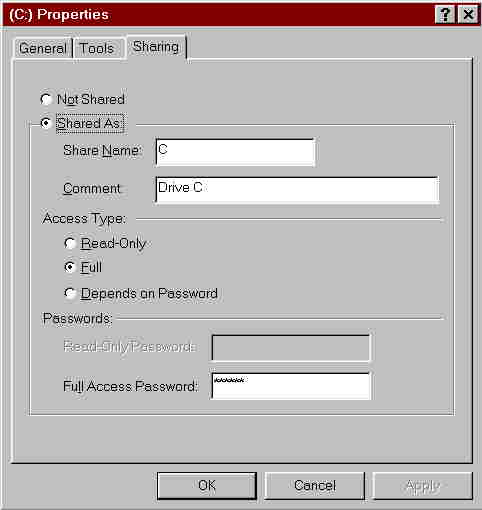 (C:) Properties
General Tools Sharing
Not Shared
Shared As:
Share Name: C
Comment: Drive C
Access Type:
Read-Only
Full
Depends on Password
Passwords:
Read-Only Password:
Full Access Password: ******
OK Cancel Apply